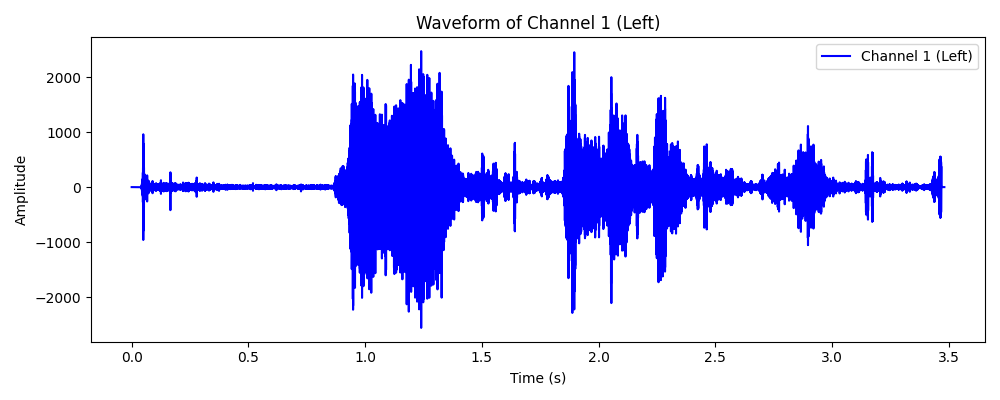 Waveform of Channel 1 (Left)
Channel 1 (Left)
Amplitude
2000
1000
0
−1000
−2000
0.0 0.5 1.0 1.5 2.0 2.5 3.0 3.5
Time (s)